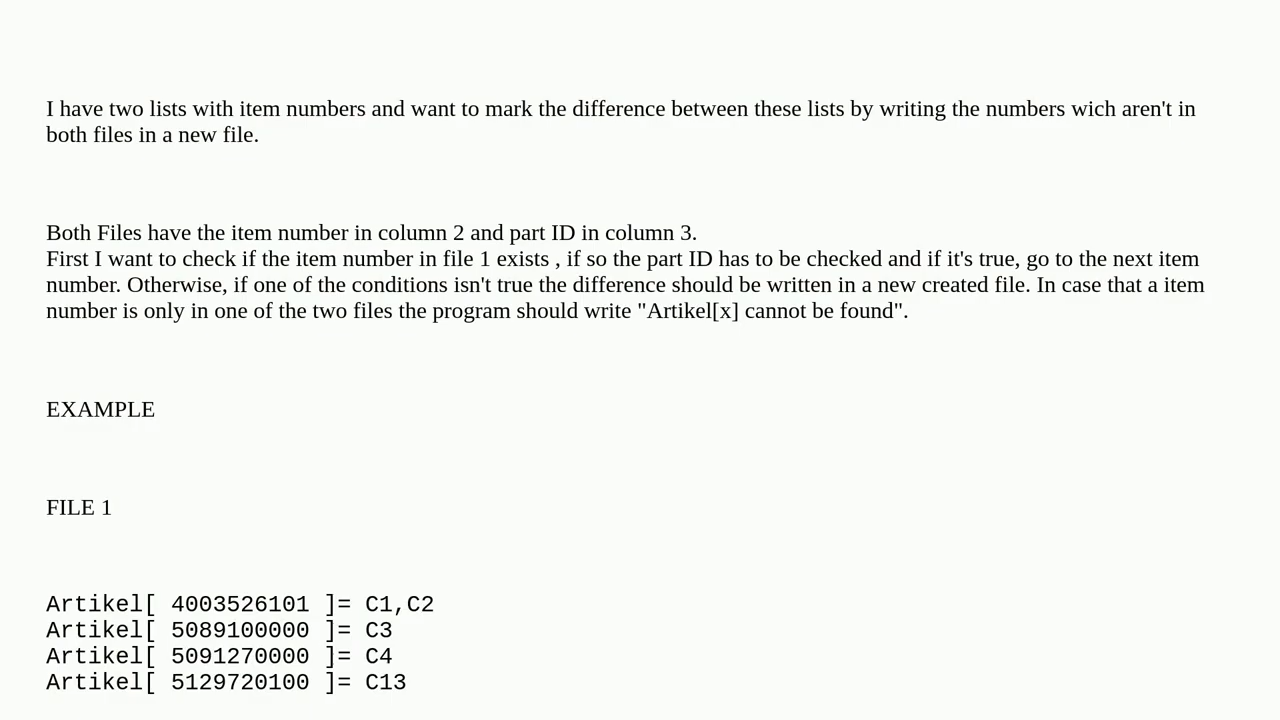 I have two lists with item numbers and want to mark the difference between these lists by writing the numbers wich aren't in
both files in a new file.
Both Files have the item number in column 2 and part ID in column 3.
First I want to check if the item number in file 1 exists , if so the part ID has to be checked and if it's true, go to the next item
number. Otherwise, if one of the conditions isn't true the difference should be written in a new created file. In case that a item
number is only in one of the two files the program should write "Artikel[x] cannot be found".
EXAMPLE
FILE 1
Artikel[ 4003526101 ]= C1,C2
Artikel[ 5089100000 ]= C3
Artikel[ 5091270000 ]= C4
Artikel[ 5129720100 ]= C13